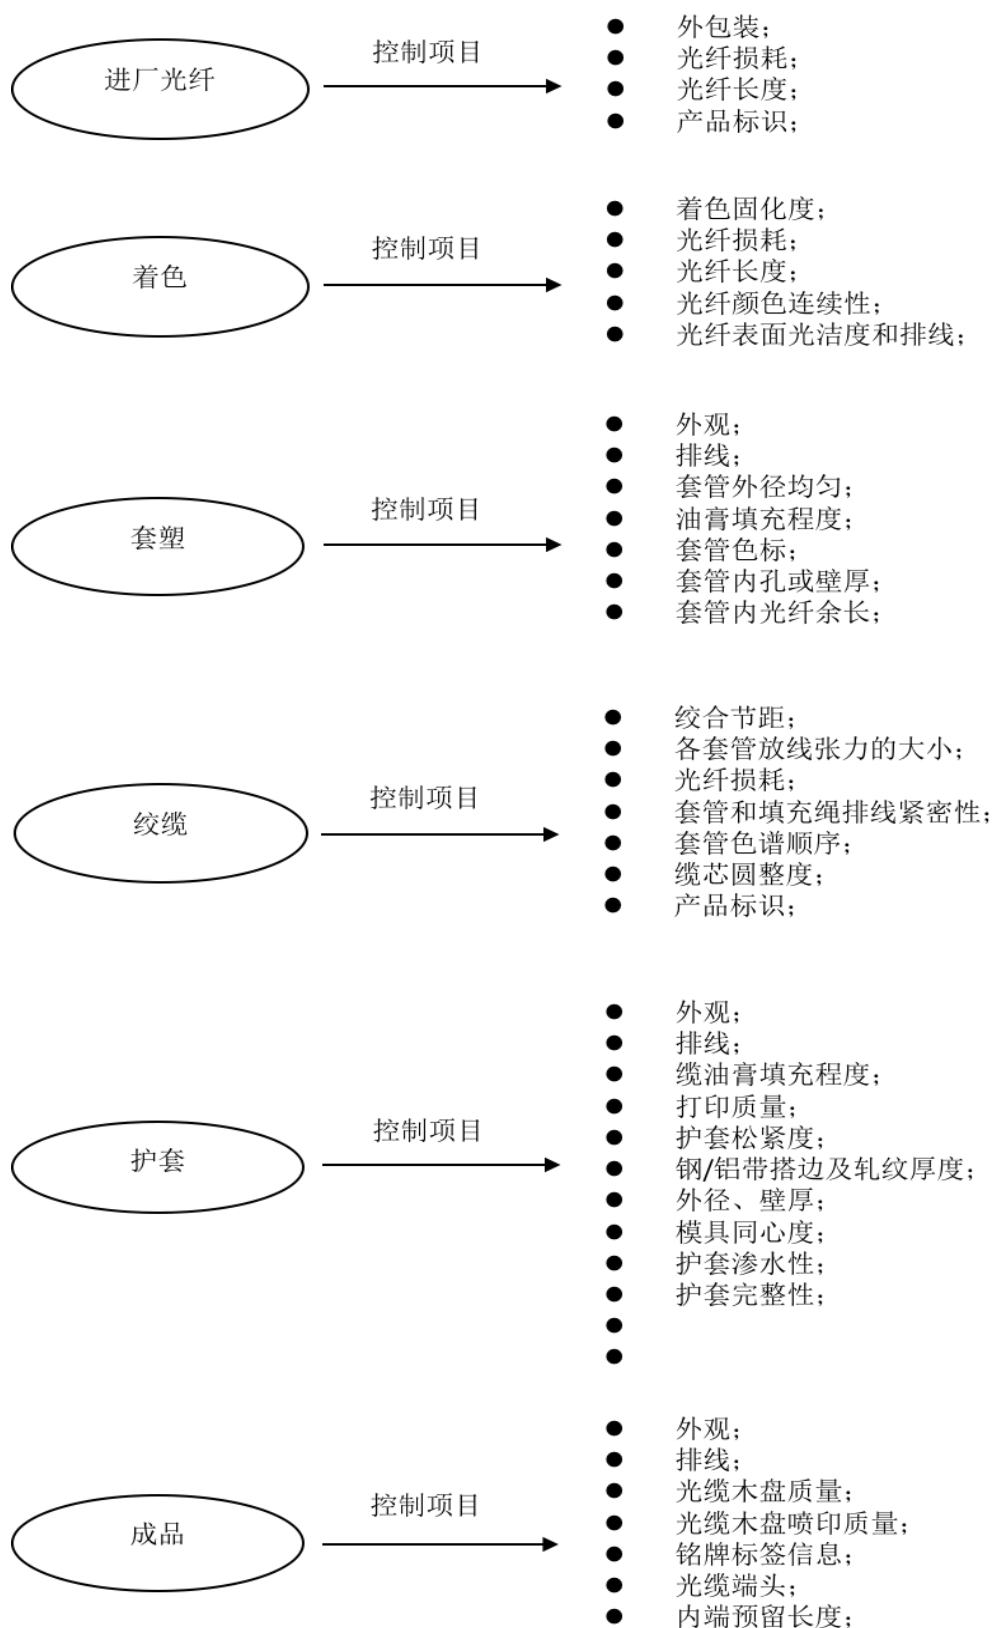 进厂光纤
控制项目
● 外包装；
● 光纤损耗；
● 光纤长度；
● 产品标识；
着色
控制项目
● 着色固化度；
● 光纤损耗；
● 光纤长度；
● 光纤颜色连续性；
● 光纤表面光洁度和排线；
套塑
控制项目
● 外观；
● 排线；
● 套管外径均匀；
● 油膏填充程度；
● 套管色标；
● 套管内孔或壁厚；
● 套管内光纤余长；
绞缆
控制项目
● 绞合节距；
● 各套管放线张力的大小；
● 光纤损耗；
● 套管和填充绳排线紧密性；
● 套管色谱顺序；
● 缆芯圆整度；
● 产品标识；
护套
控制项目
● 外观；
● 排线；
● 缆油膏填充程度；
● 打印质量；
● 护套松紧度；
● 钢/铝带搭边及轧纹厚度；
● 外径、壁厚；
● 模具同心度；
● 护套渗水性；
● 护套完整性；
●
●
成品
控制项目
● 外观；
● 排线；
● 光缆木盘质量；
● 光缆木盘喷印质量；
● 铭牌标签信息；
● 光缆端头；
● 内端预留长度；